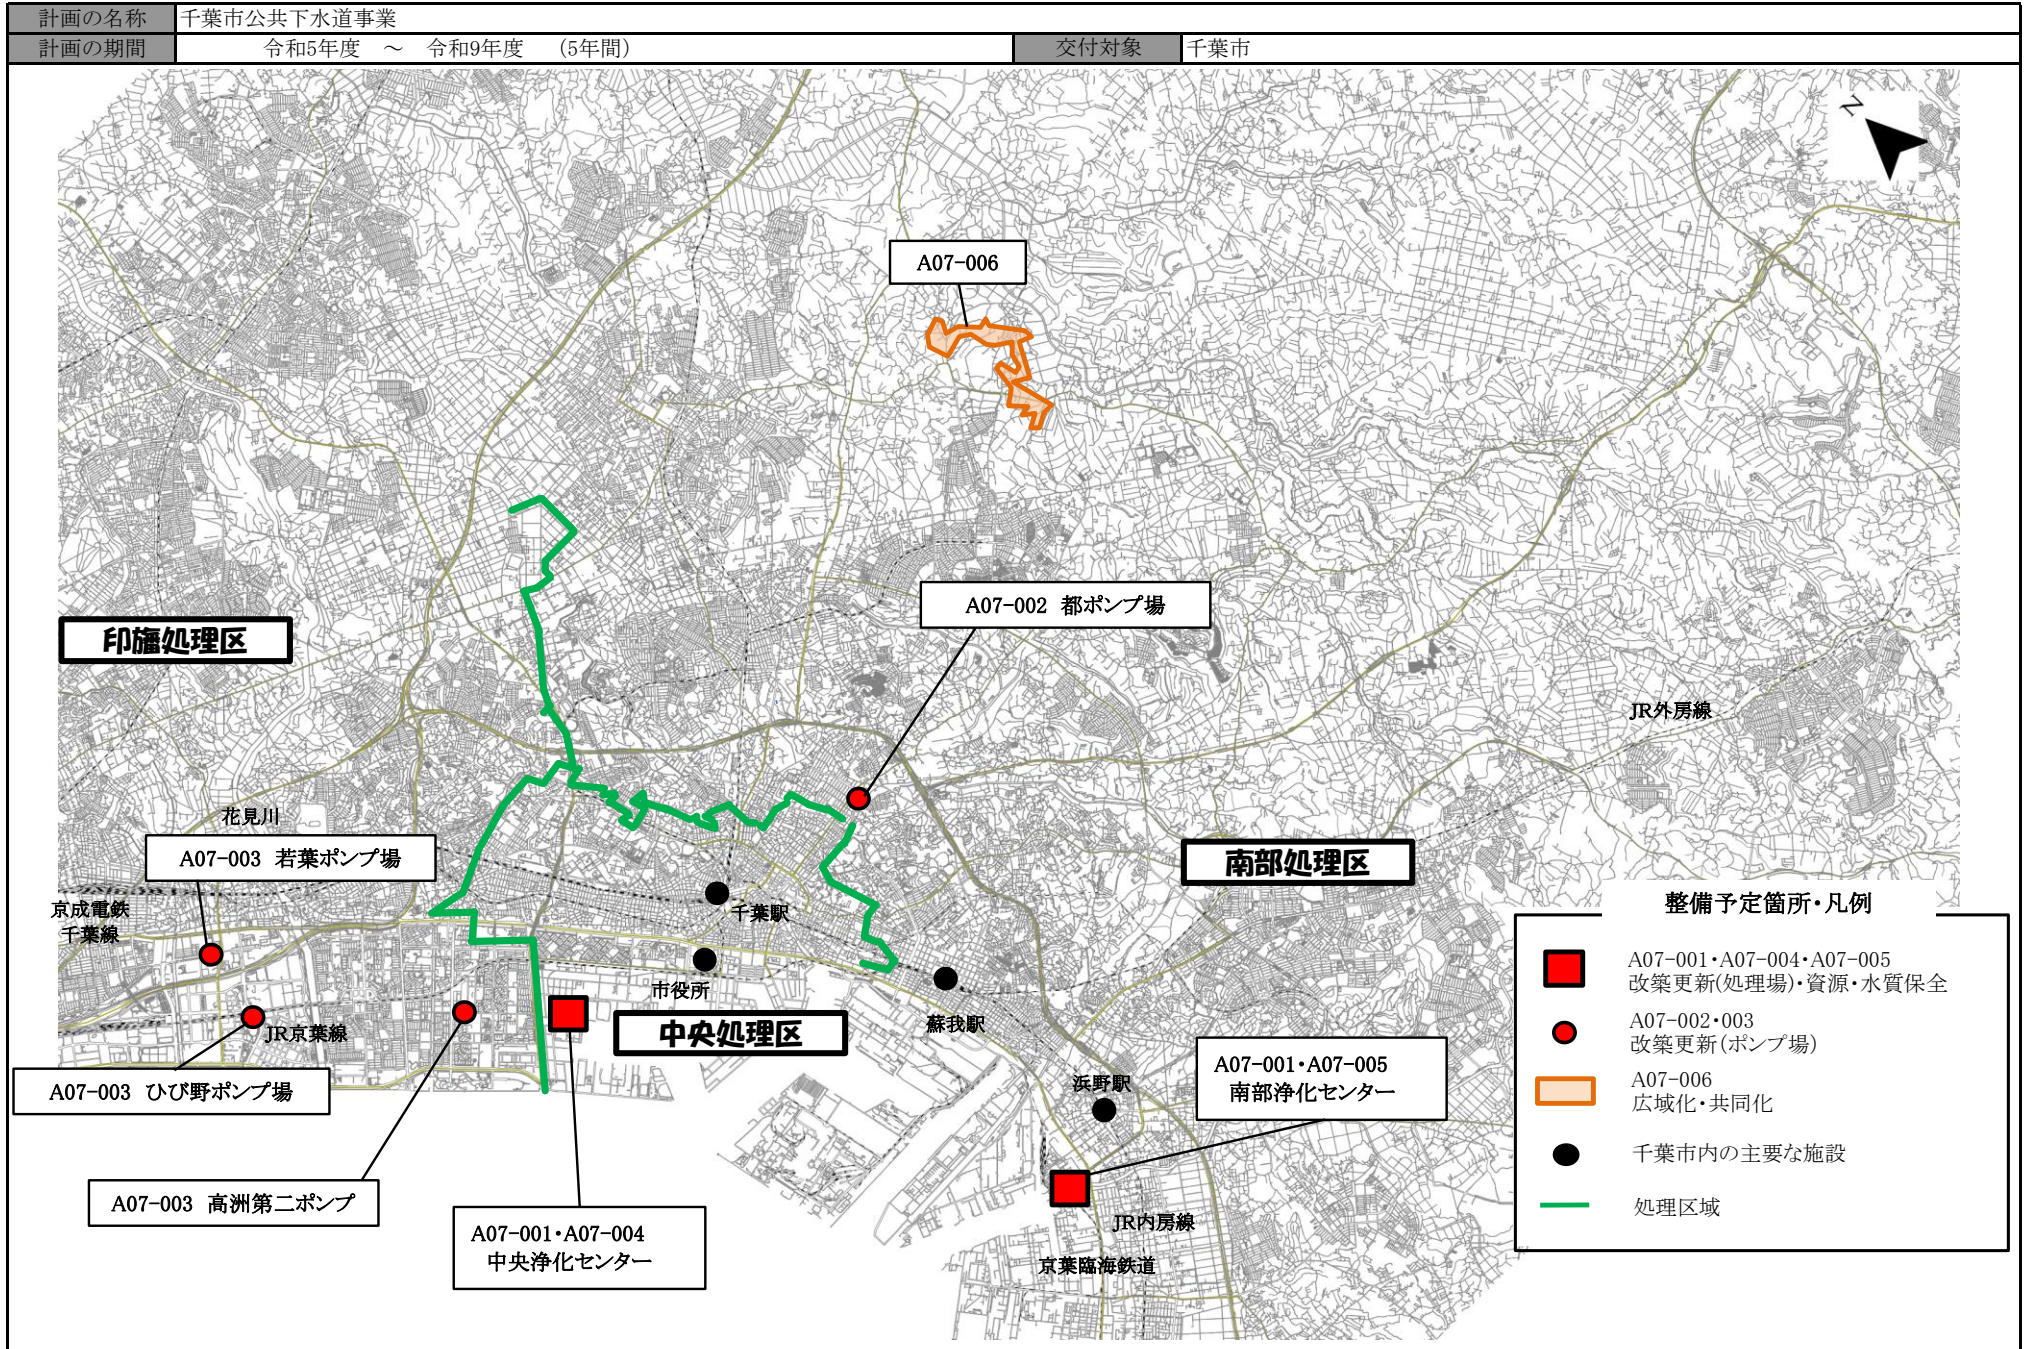 計画の名称 千葉市公共下水道事業
計画の期間 令和5年度 ～ 令和9年度 (5年間) 交付対象 千葉市
N
A07-006
A07-002 都ポンプ場
印旛処理区
JR外房線
花見川
A07-003 若葉ポンプ場
南部処理区
京成電鉄
千葉線
千葉駅
市役所
中央処理区
蘇我駅
JR京葉線
A07-003 ひび野ポンプ場
浜野駅
A07-001・A07-005
南部浄化センター
A07-003 高洲第二ポンプ
A07-001・A07-004
中央浄化センター
JR内房線
京葉臨海鉄道
整備予定箇所・凡例
A07-001・A07-004・A07-005
改築更新(処理場)・資源・水質保全
A07-002・003
改築更新(ポンプ場)
A07-006
広域化・共同化
千葉市内の主要な施設
処理区域